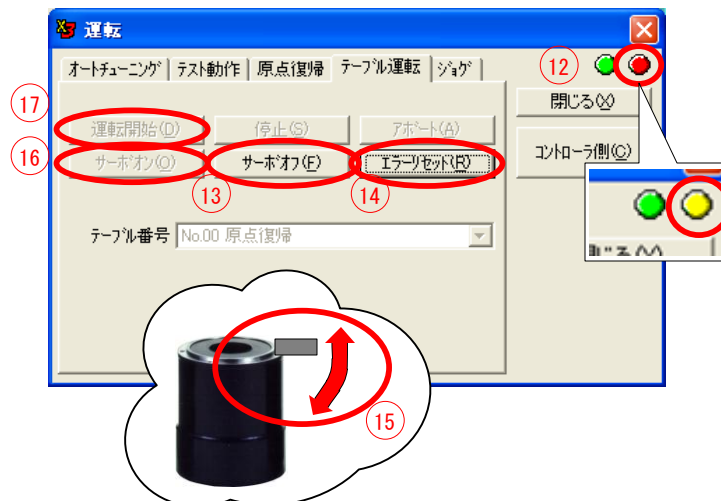 運転
オートチューニング テスト動作 原点復帰 テーブル運転 ジョグ
12
閉じる(X)
17
運転開始(D) 停止(S) アボート(A)
コントローラ側(C)
16
サーボオン(O) サーボオフ(F) エラーリセット(R)
13
14
テーブル番号 No.00 原点復帰
15